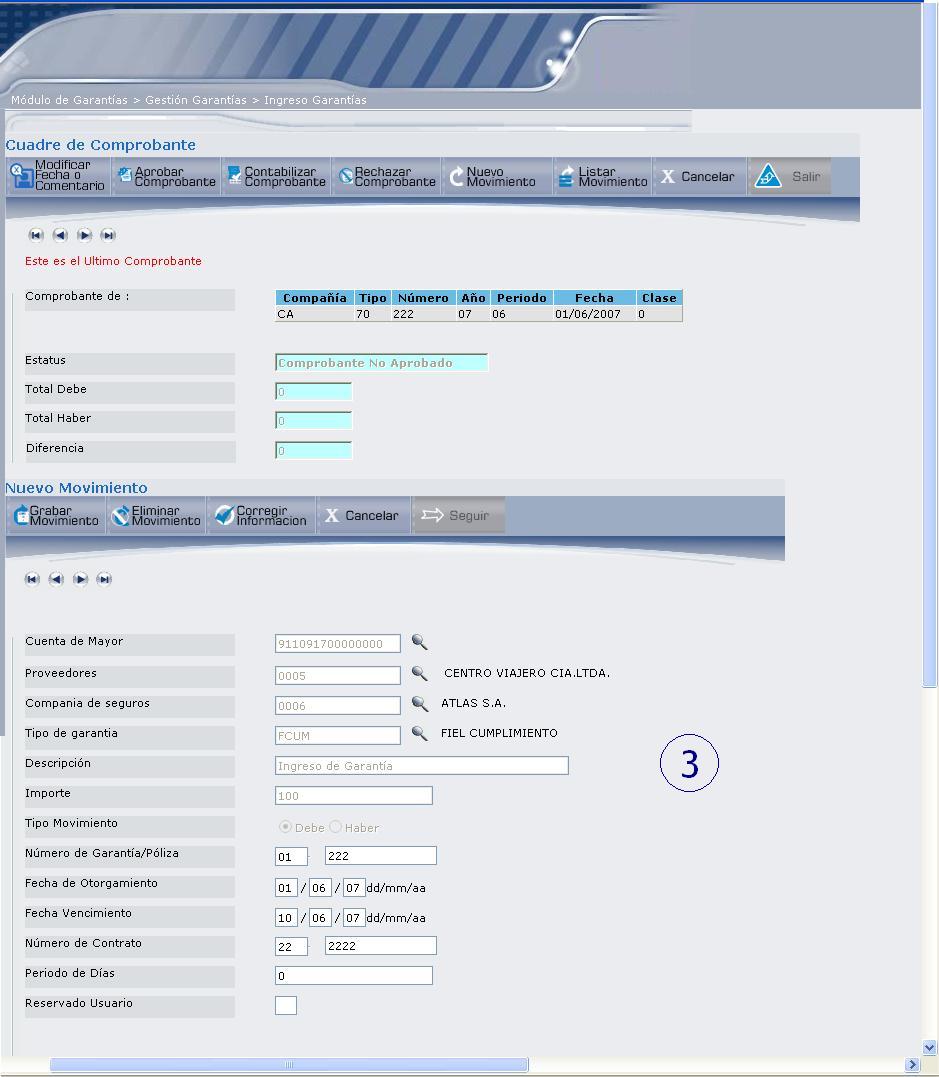 Módulo de Garantías > Gestión Garantías > Ingreso Garantías
Cuadre de Comprobante
Modificar Fecha o Comentario Aprobar Comprobante Contabilizar Comprobante Rechazar Comprobante Nuevo Movimiento Listar Movimiento Cancelar Salir
Este es el Ultimo Comprobante
Comprobante de :
Compañía Tipo Número Año Periodo Fecha Clase
CA 70 222 07 06 01/06/2007 0
Estatus Comprobante No Aprobado
Total Debe 0
Total Haber 0
Diferencia 0
Nuevo Movimiento
Grabar Movimiento Eliminar Movimiento Corregir Informacion Cancelar Seguir
Cuenta de Mayor 911091700000000
Proveedores 0005 CENTRO VIAJERO CIA.LTDA.
Compania de seguros 0006 ATLAS S.A.
Tipo de garantia FCUM FIEL CUMPLIMIENTO
Descripción Ingreso de Garantía
3
Importe 100
Tipo Movimiento Debe Haber
Número de Garantía/Póliza 01 - 222
Fecha de Otorgamiento 01 / 06 / 07 dd/mm/aa
Fecha Vencimiento 10 / 06 / 07 dd/mm/aa
Número de Contrato 22 - 2222
Periodo de Días 0
Reservado Usuario